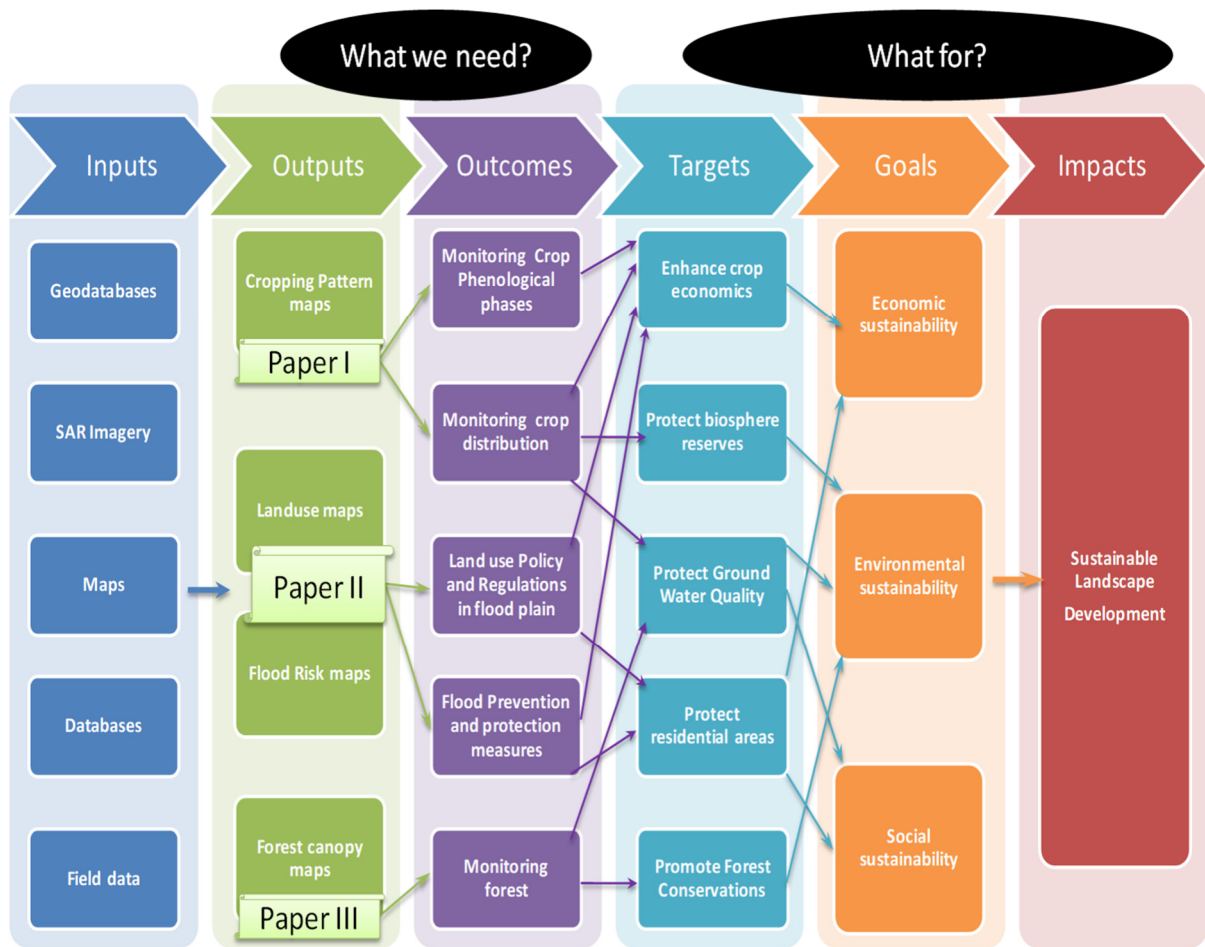 What we need?
What for?
Inputs
Outputs
Outcomes
Targets
Goals
Impacts
Geodatabases
SAR Imagery
Maps
Databases
Field data
Cropping Pattern
maps
Paper I
Landuse maps
Paper II
Flood Risk maps
Forest canopy
maps
Paper III
Monitoring Crop
Phenological
phases
Monitoring crop
distribution
Land use Policy
and Regulations
in flood plain
Flood Prevention
and protection
measures
Monitoring
forest
Enhance crop
economics
Protect biosphere
reserves
Protect Ground
Water Quality
Protect
residential areas
Promote Forest
Conservations
Economic
sustainability
Environmental
sustainability
Social
sustainability
Sustainable
Landscape
Development